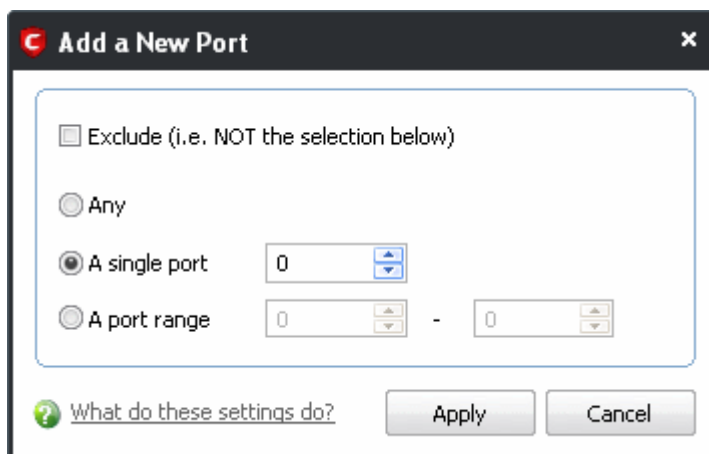 Add a New Port
Exclude (i.e. NOT the selection below)
Any
A single port 0
A port range 0 - 0
What do these settings do? Apply Cancel